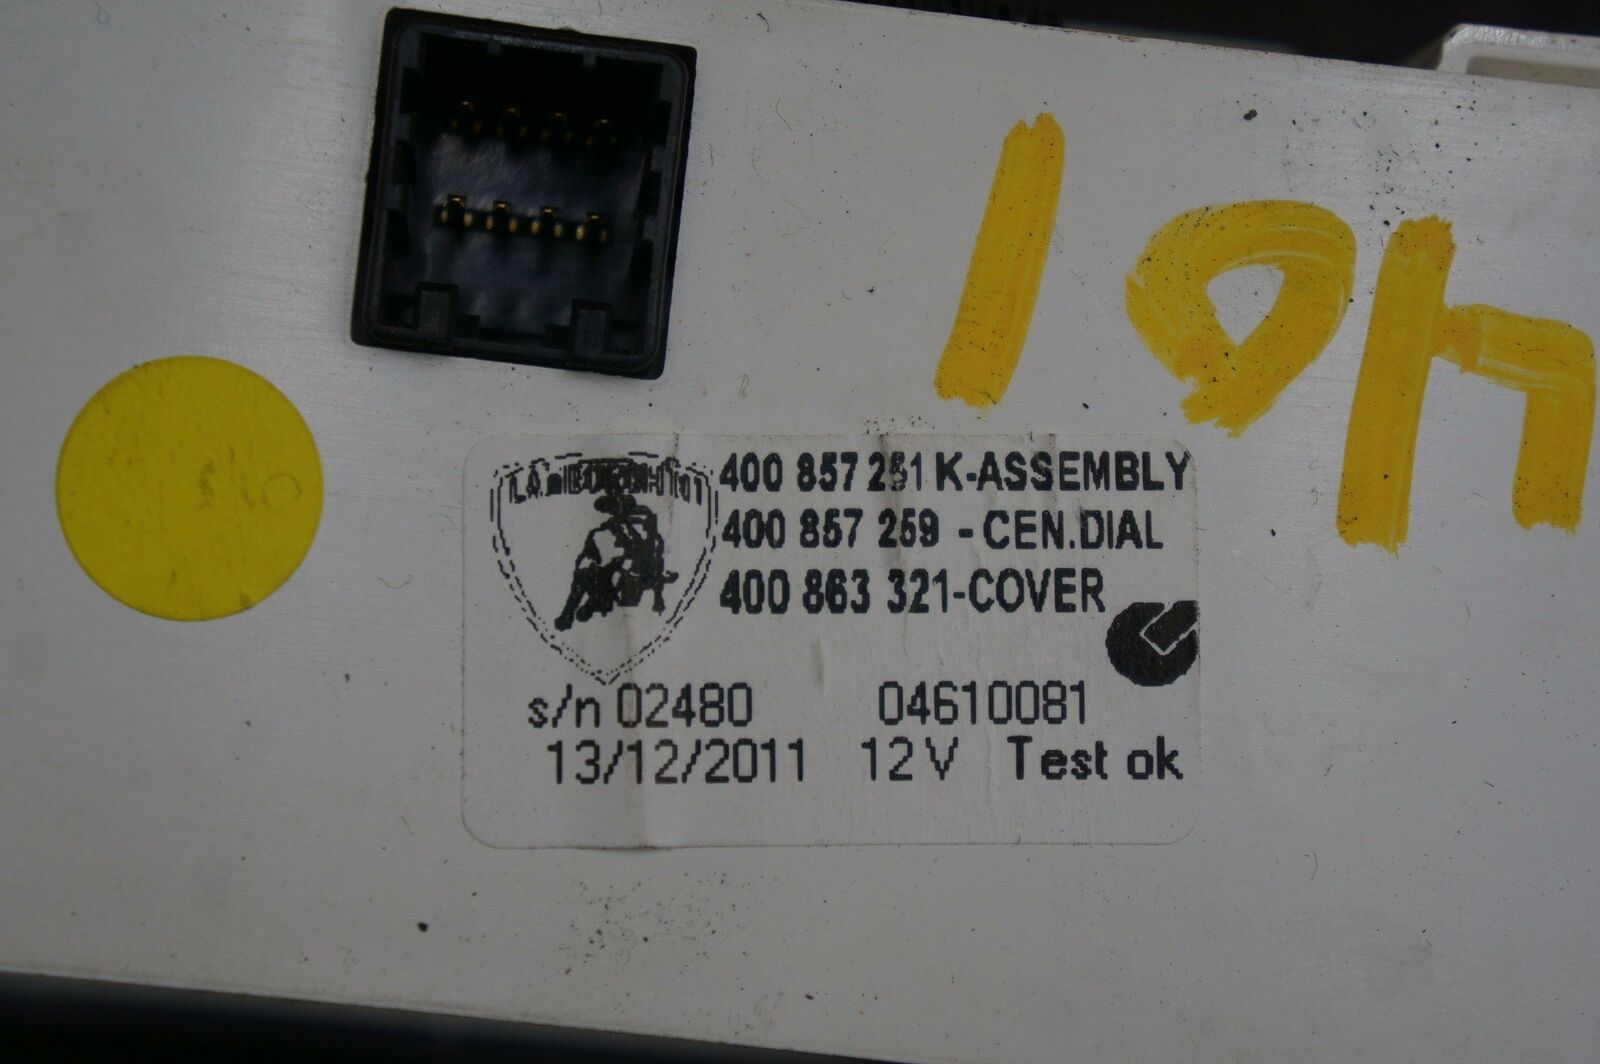 LAMBORGHINI
400 857 251 K-ASSEMBLY
400 857 259 - CEN.DIAL
400 863 321-COVER
s/n 02480 04610081
13/12/2011 12V Test ok